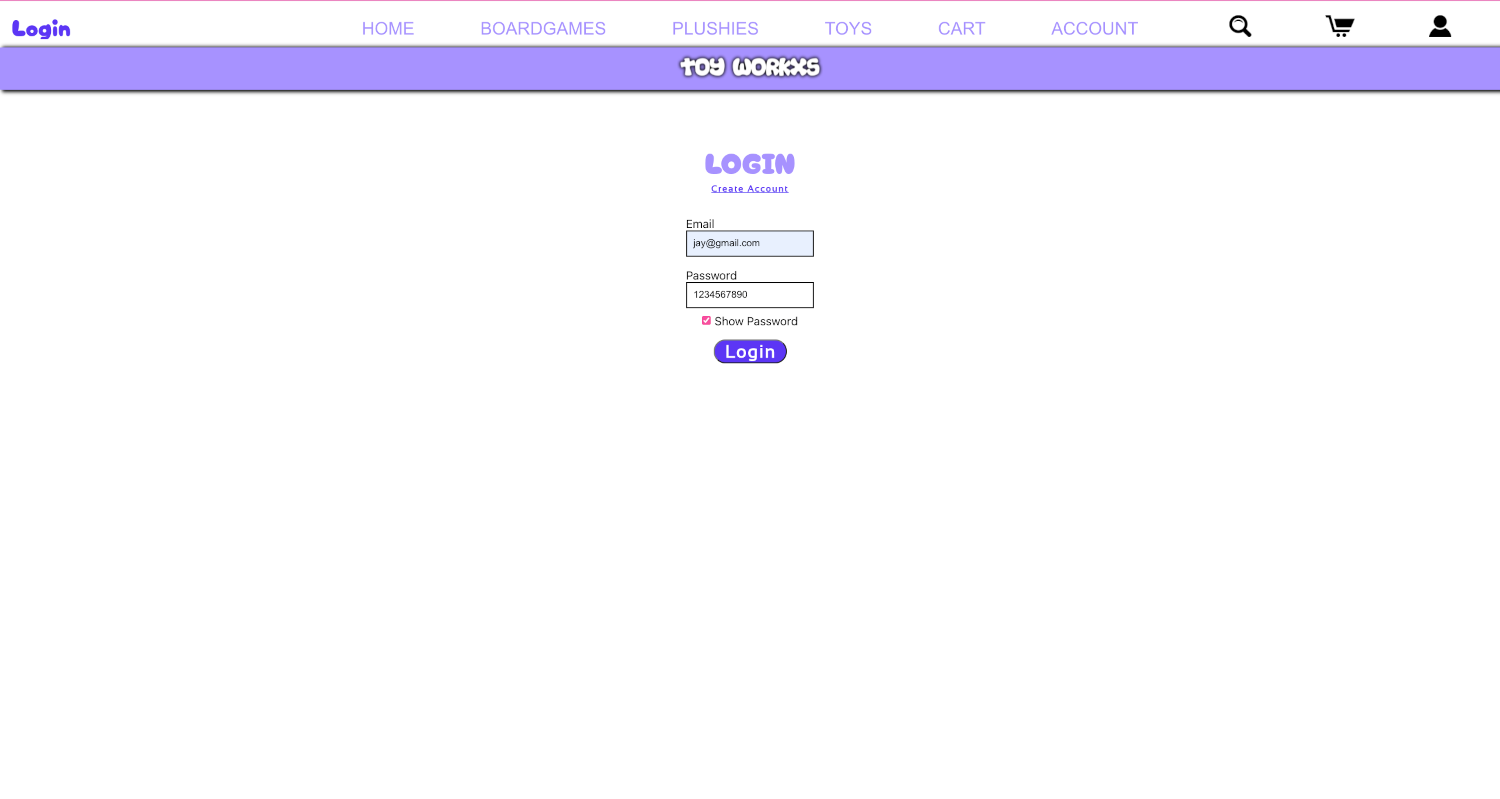 Login HOME BOARDGAMES PLUSHIES TOYS CART ACCOUNT
TOY WORKXS
LOGIN
Create Account
Email
jay@gmail.com
Password
1234567890
Show Password
Login